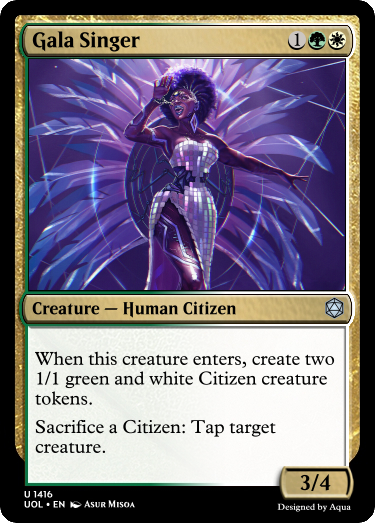 Gala Singer 1
Creature — Human Citizen
When this creature enters, create two
1/1 green and white Citizen creature
tokens.
Sacrifice a Citizen: Tap target
creature.
3/4
U 1416
UOL • EN Asur Misoa
Designed by Aqua